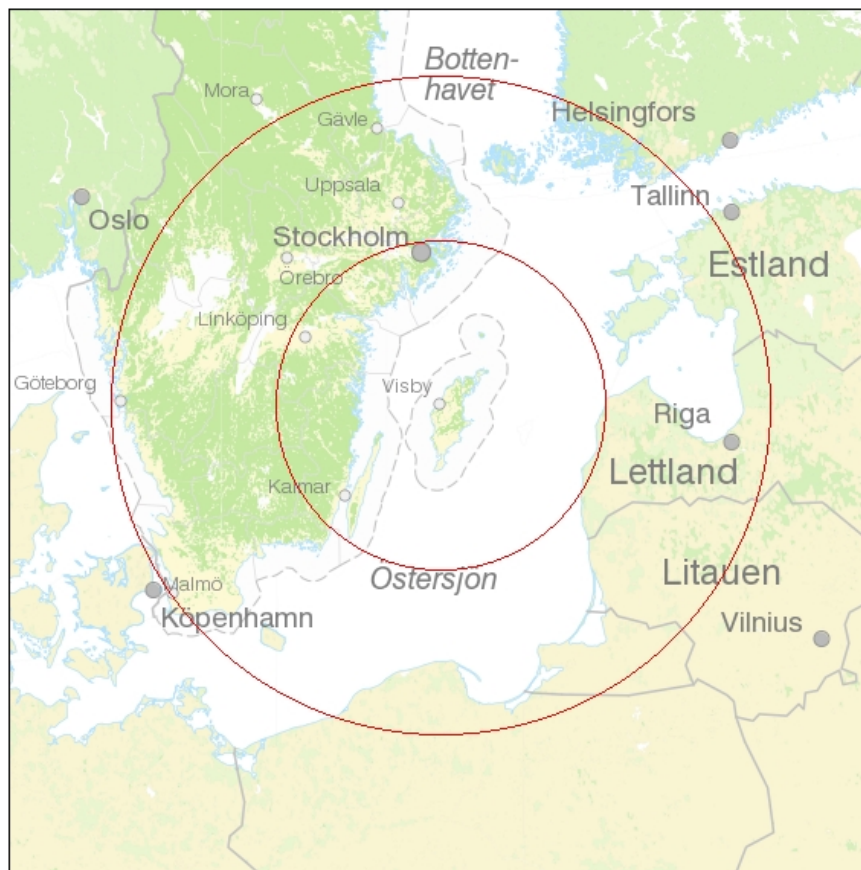 Botten-
havet
Mora
Gävle
Helsingfors
Uppsala
Tallinn
Oslo
Stockholm
Estland
Örebro
Linköping
Göteborg
Visby
Riga
Lettland
Kalmar
Östersjön
Litauen
Malmö
Köpenhamn
Vilnius